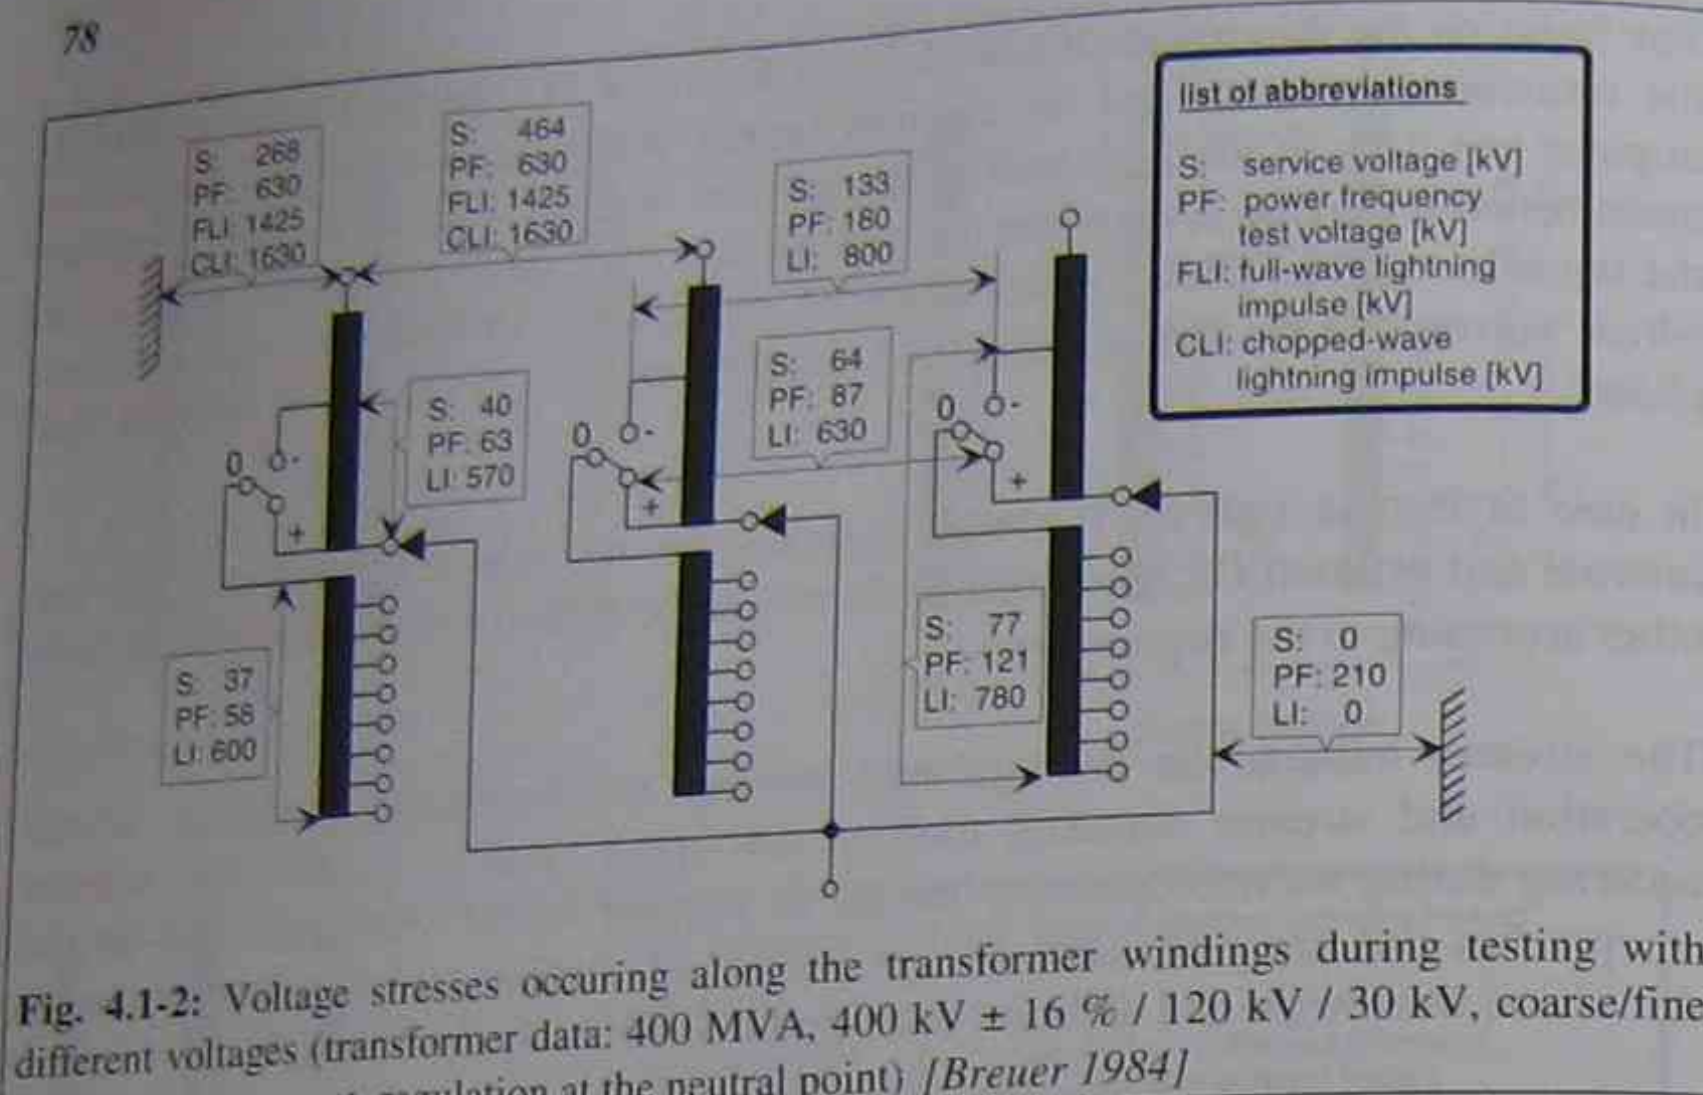 78
list of abbreviations
S: service voltage [kV]
PF: power frequency
test voltage [kV]
FLI: full-wave lightning
impulse [kV]
CLI: chopped-wave
lightning impulse [kV]
S: 268
PF: 630
FLI: 1425
CLI: 1630
S: 464
PF: 630
FLI: 1425
CLI: 1630
S: 133
PF: 180
LI: 800
S: 64
PF: 87
LI: 630
S: 40
PF: 63
LI: 570
0
-
+
0
-
+
0
-
+
S: 37
PF: 58
LI: 600
S: 77
PF: 121
LI: 780
S: 0
PF: 210
LI: 0
Fig. 4.1-2: Voltage stresses occuring along the transformer windings during testing with
different voltages (transformer data: 400 MVA, 400 kV ± 16 % / 120 kV / 30 kV, coarse/fine
regulation at the neutral point) [Breuer 1984]